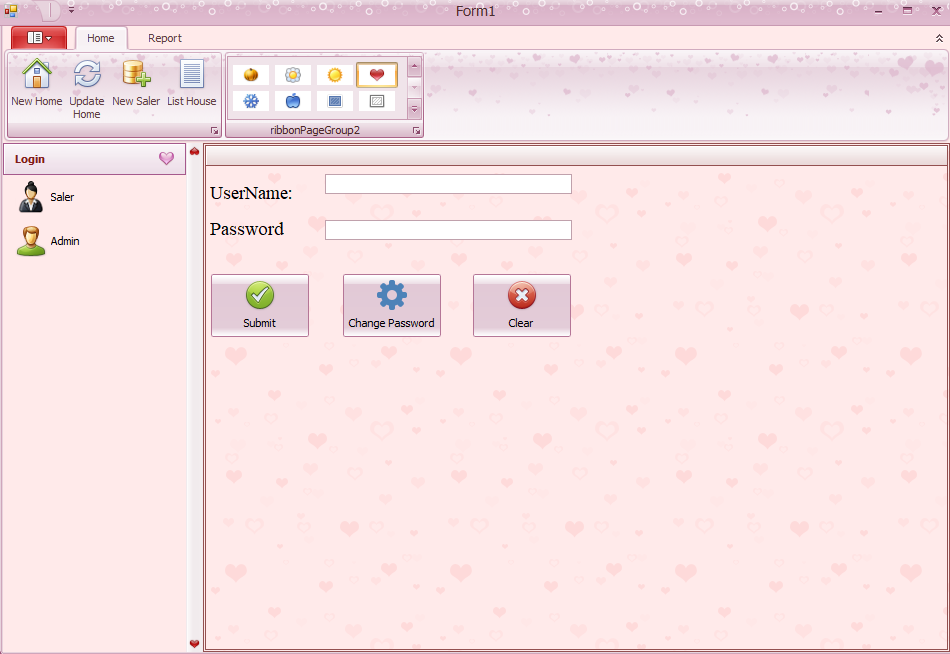 Form1
Home
Report
New Home
Update
Home
New Saler
List House
ribbonPageGroup2
Login
Saler
Admin
UserName:
Password
Submit
Change Password
Clear